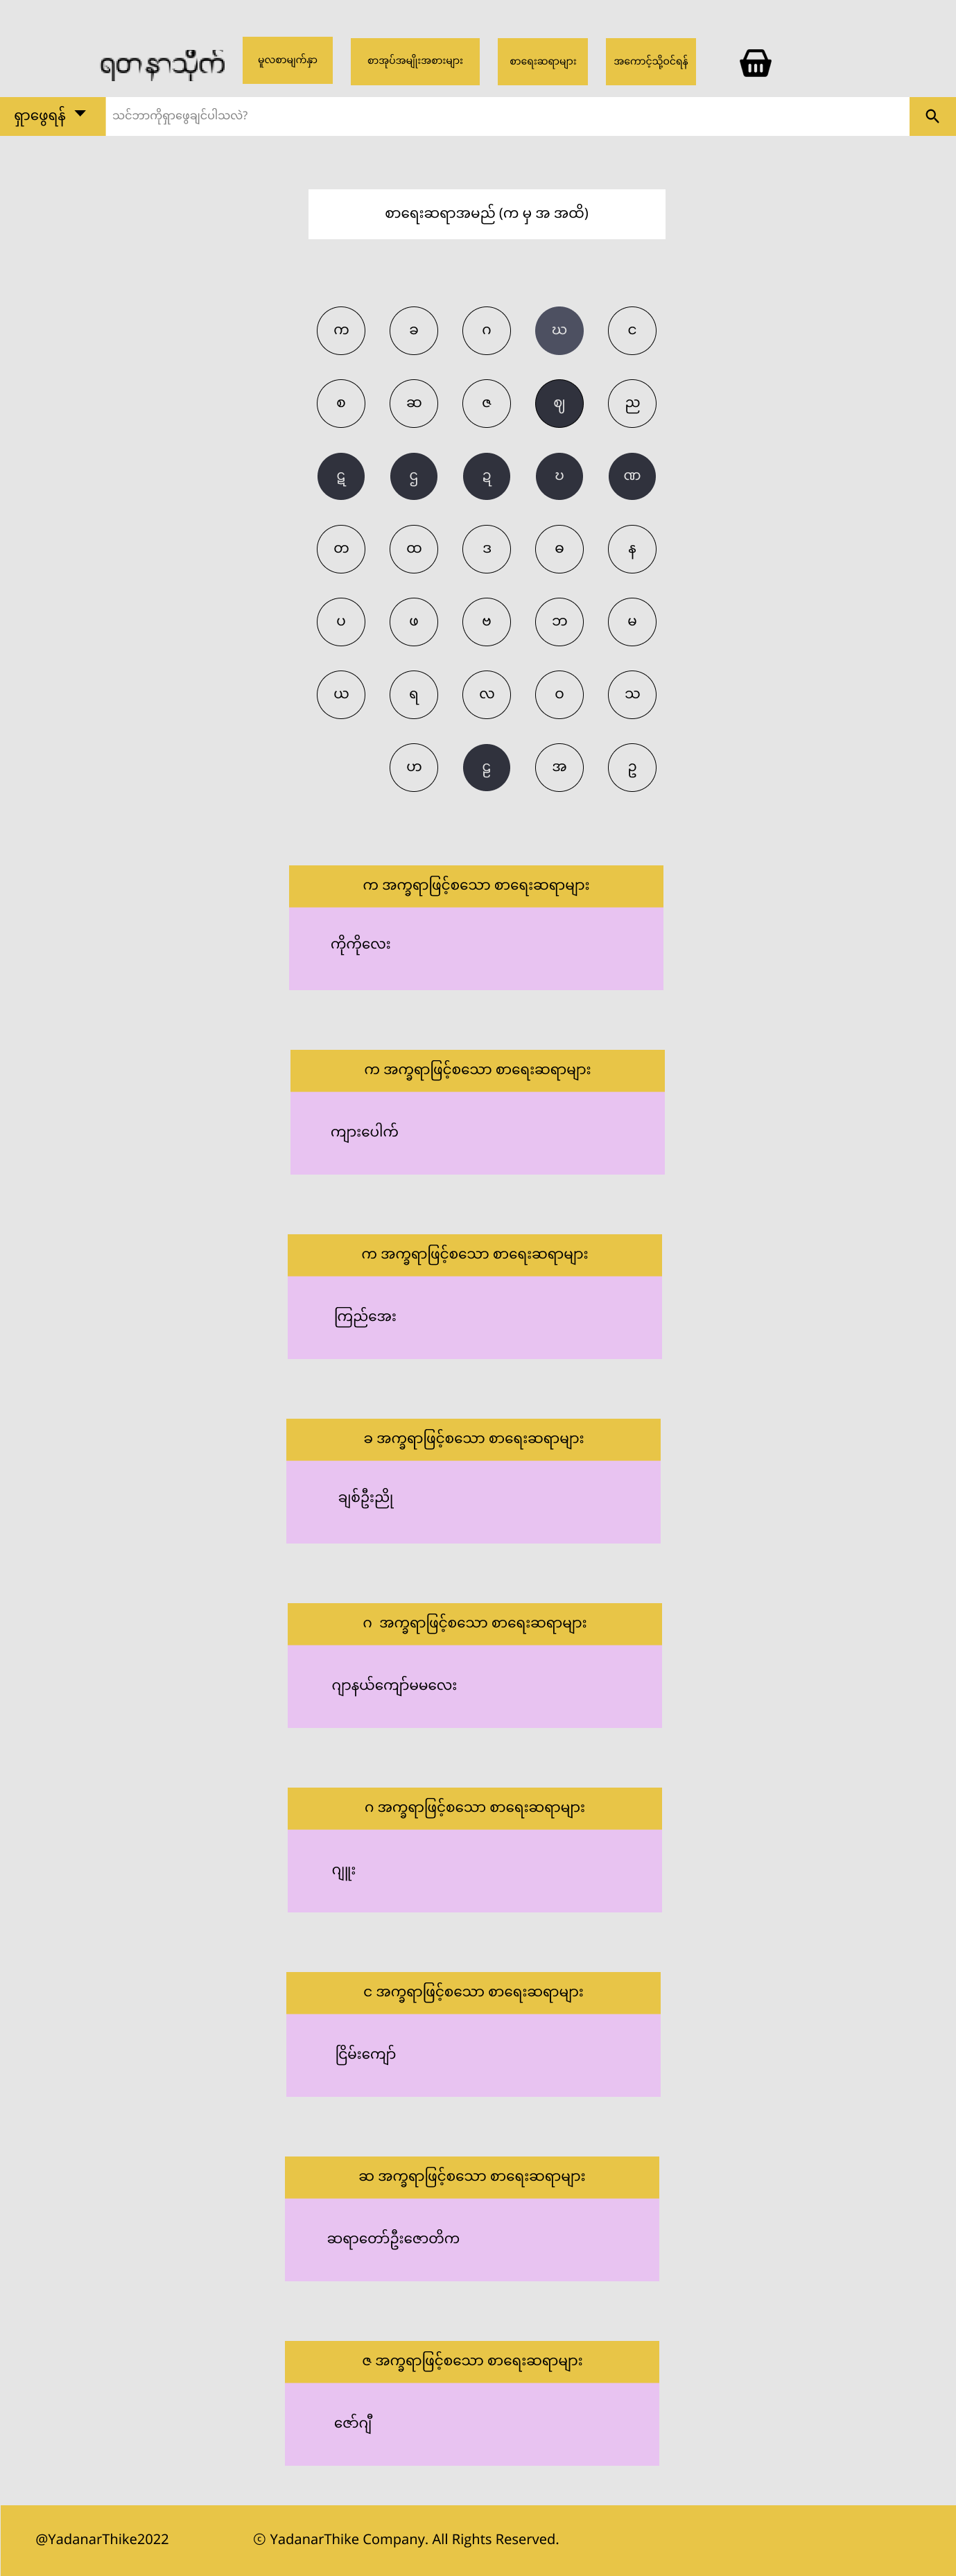 ရတနာသိုက်
မူလစာမျက်နှာ
စာအုပ်အမျိုးအစားများ
စာရေးဆရာများ
အကောင့်သို့ဝင်ရန်
ရှာဖွေရန်
သင်ဘာကိုရှာဖွေချင်ပါသလဲ?
စာရေးဆရာအမည် (က မှ အ အထိ)
က ခ ဂ ဃ င
စ ဆ ဇ ဈ ည
ဋ ဌ ဍ ဎ ဏ
တ ထ ဒ ဓ န
ပ ဖ ဗ ဘ မ
ယ ရ လ ဝ သ
ဟ ဠ အ ဥ
က အက္ခရာဖြင့်စသော စာရေးဆရာများ
ကိုကိုလေး
က အက္ခရာဖြင့်စသော စာရေးဆရာများ
ကျားပေါက်
က အက္ခရာဖြင့်စသော စာရေးဆရာများ
ကြည်အေး
ခ အက္ခရာဖြင့်စသော စာရေးဆရာများ
ချစ်ဦးညို
ဂ အက္ခရာဖြင့်စသော စာရေးဆရာများ
ဂျာနယ်ကျော်မမလေး
ဂ အက္ခရာဖြင့်စသော စာရေးဆရာများ
ဂျူး
င အက္ခရာဖြင့်စသော စာရေးဆရာများ
ငြိမ်းကျော်
ဆ အက္ခရာဖြင့်စသော စာရေးဆရာများ
ဆရာတော်ဦးဇောတိက
ဇ အက္ခရာဖြင့်စသော စာရေးဆရာများ
ဇော်ဂျီ
@YadanarThike2022
ⓒ YadanarThike Company. All Rights Reserved.